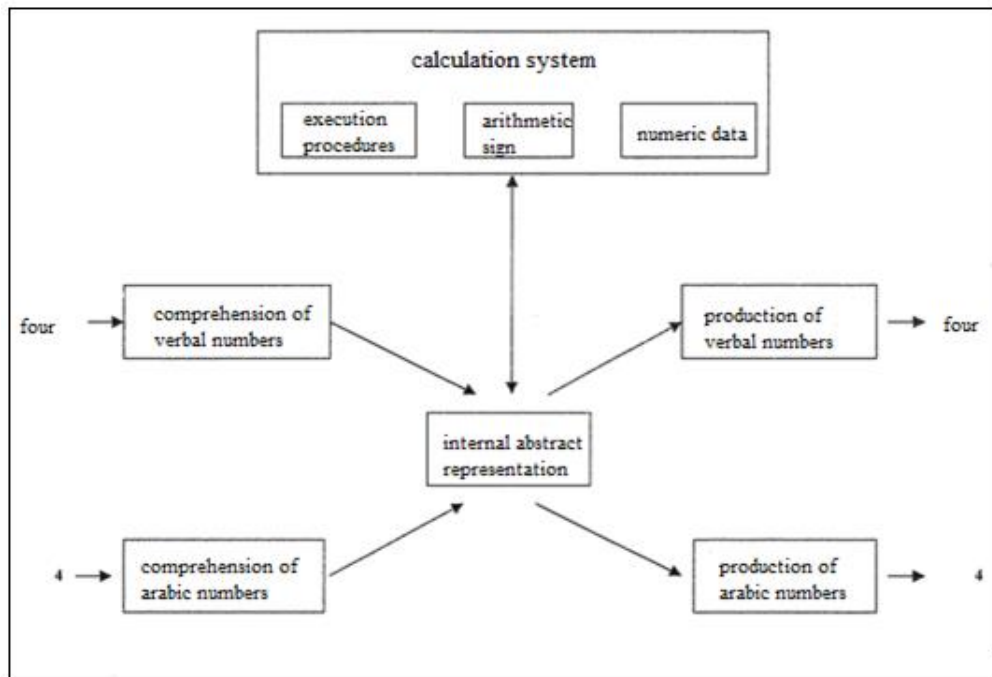 calculation system
execution
procedures
arithmetic
sign
numeric data
four
comprehension of
verbal numbers
production of
verbal numbers
four
internal abstract
representation
4
comprehension of
arabic numbers
production of
arabic numbers
4